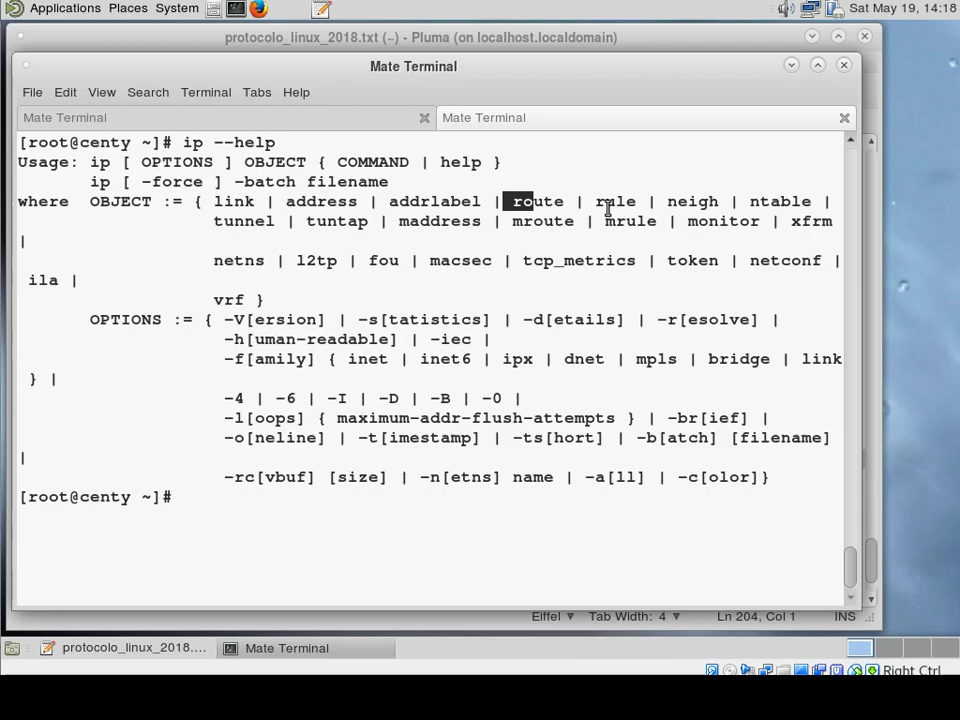 Applications Places System
Sat May 19, 14:18
protocolo_linux_2018.txt (~) - Pluma (on localhost.localdomain)
Mate Terminal
File Edit View Search Terminal Tabs Help
Mate Terminal
Mate Terminal
[root@centy ~]# ip --help
Usage: ip [ OPTIONS ] OBJECT { COMMAND | help }
ip [ -force ] -batch filename
where OBJECT := { link | address | addrlabel | route | rule | neigh | ntable |
tunnel | tuntap | maddress | mroute | mrule | monitor | xfrm
|
netns | l2tp | fou | macsec | tcp_metrics | token | netconf |
ila |
vrf }
OPTIONS := { -V[ersion] | -s[tatistics] | -d[etails] | -r[esolve] |
-h[uman-readable] | -iec |
-f[amily] { inet | inet6 | ipx | dnet | mpls | bridge | link
} |
-4 | -6 | -I | -D | -B | -0 |
-l[oops] { maximum-addr-flush-attempts } | -br[ief] |
-o[neline] | -t[imestamp] | -ts[hort] | -b[atch] [filename]
|
-rc[vbuf] [size] | -n[etns] name | -a[ll] | -c[olor]}
[root@centy ~]#
Eiffel Tab Width: 4 Ln 204, Col 1 INS
protocolo_linux_2018.... Mate Terminal
Right Ctrl